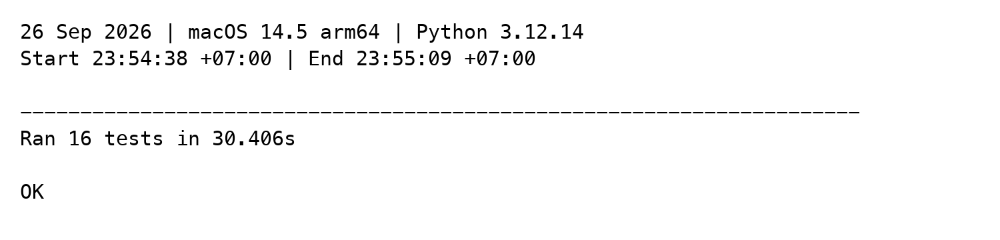 26 Sep 2026 | macOS 14.5 arm64 | Python 3.12.14
Start 23:54:38 +07:00 | End 23:55:09 +07:00
----------------------------------------------------------------------
Ran 16 tests in 30.406s
OK